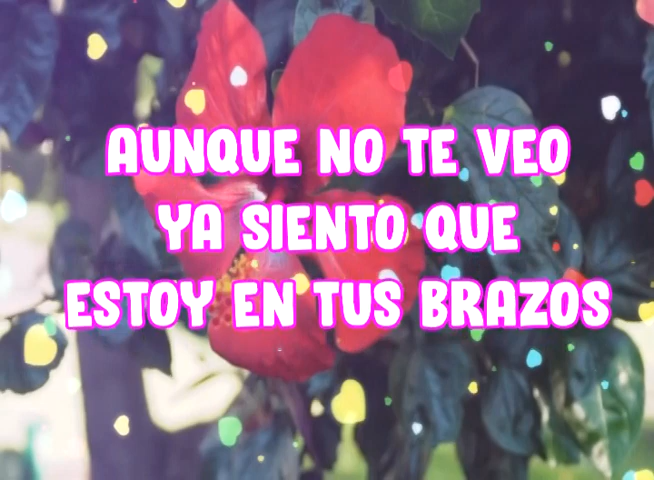 AUNQUE NO TE VEO
YA SIENTO QUE
ESTOY EN TUS BRAZOS